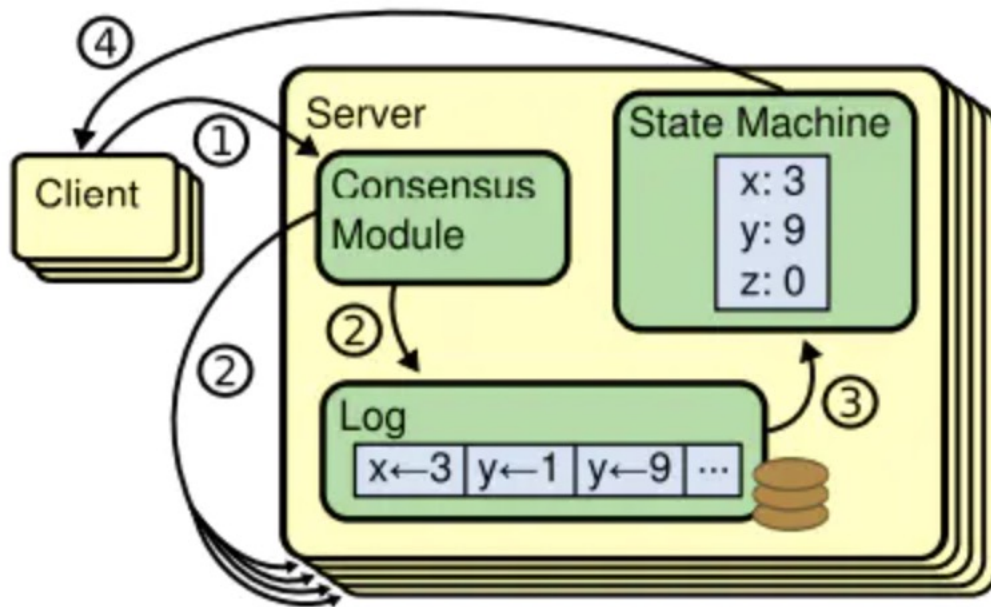 ④
①
Server
State Machine
Client
Consensus
Module
x: 3
y: 9
z: 0
②
②
③
Log
x←3 y←1 y←9 ...